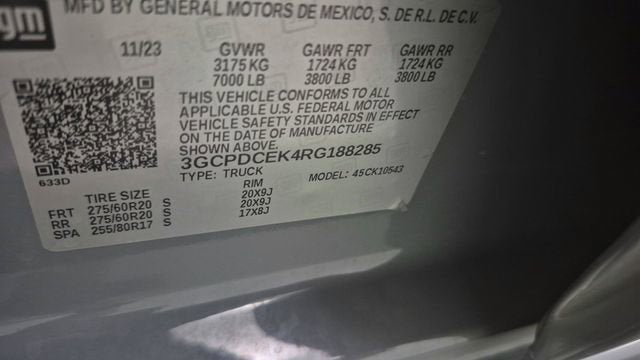 MFD BY GENERAL MOTORS DE MEXICO, S. DE R.L. DE C.V.
gm
11/23 GVWR GAWR FRT GAWR RR
3175 KG 1724 KG 1724 KG
7000 LB 3800 LB 3800 LB
THIS VEHICLE CONFORMS TO ALL
APPLICABLE U.S. FEDERAL MOTOR
VEHICLE SAFETY STANDARDS IN EFFECT
ON THE DATE OF MANUFACTURE SHOWN
ABOVE.
3GCPDCEK4RG188285
633D TYPE: TRUCK MODEL: 45CK10543
TIRE SIZE RIM
FRT 275/60R20 S 20X9J
RR 275/60R20 S 20X9J
SPA 255/80R17 S 17X8J